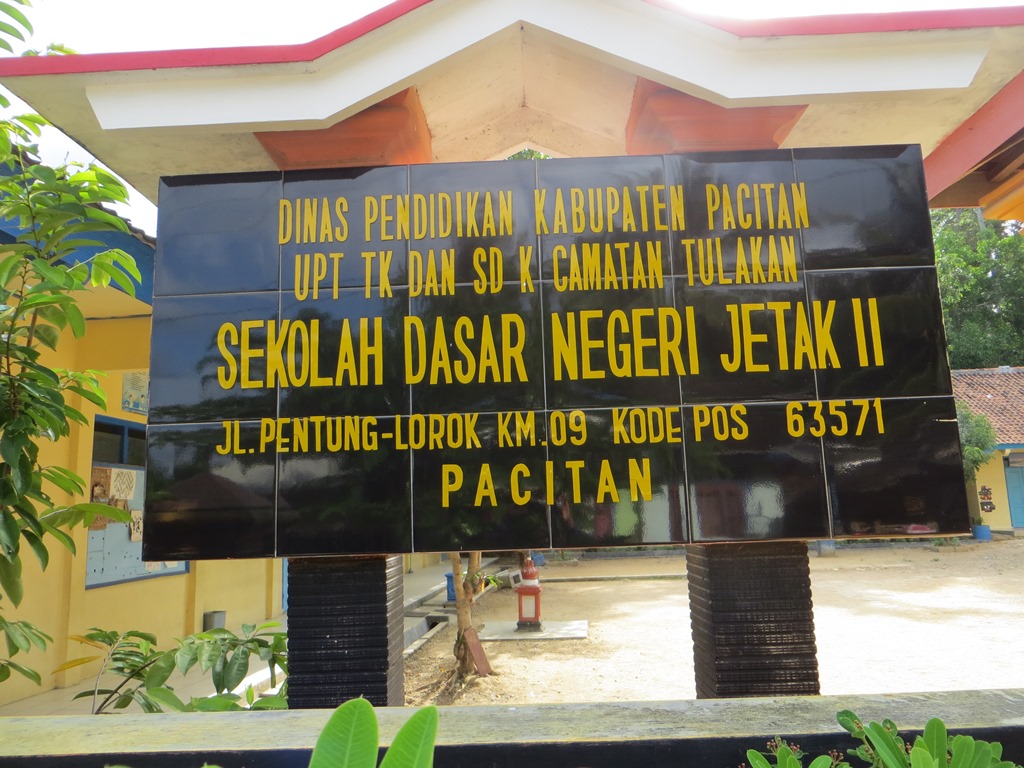 DINAS PENDIDIKAN KABUPATEN PACITAN
UPT TK DAN SD K CAMATAN TULAKAN
SEKOLAH DASAR NEGERI JETAK II
JL.PENTUNG-LOROK KM.09 KODE POS 63571
PACITAN